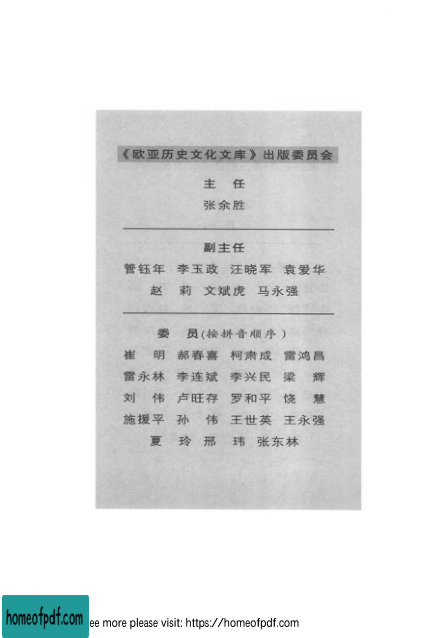 《欧亚历史文化文库》出版委员会
主 任
张余胜
副主任
管钰年 李玉政 汪晓军 袁爱华
赵 莉 文斌虎 马永强
委 员(按拼音顺序)
崔 明 郝春喜 柯肃成 雷鸿昌
雷永林 李连斌 李兴民 梁 辉
刘 伟 卢旺存 罗和平 饶 慧
施援平 孙 伟 王世英 王永强
夏 玲 邢 玮 张东林
homeofpdf.com
ee more please visit: https://homeofpdf.com